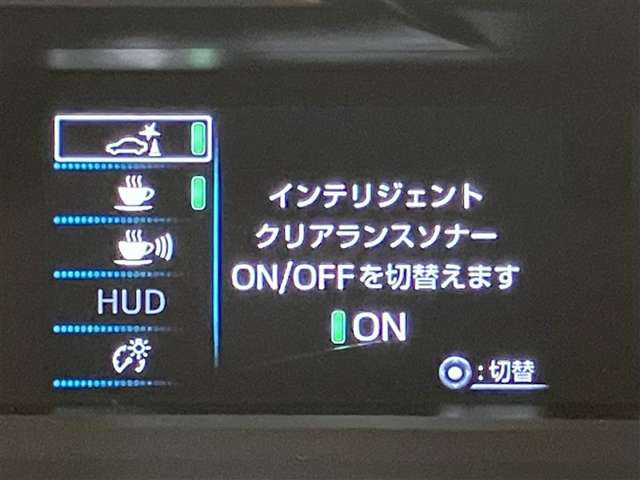 HUD
インテリジェント
クリアランスソナー
ON/OFFを切替えます
ON
:切替